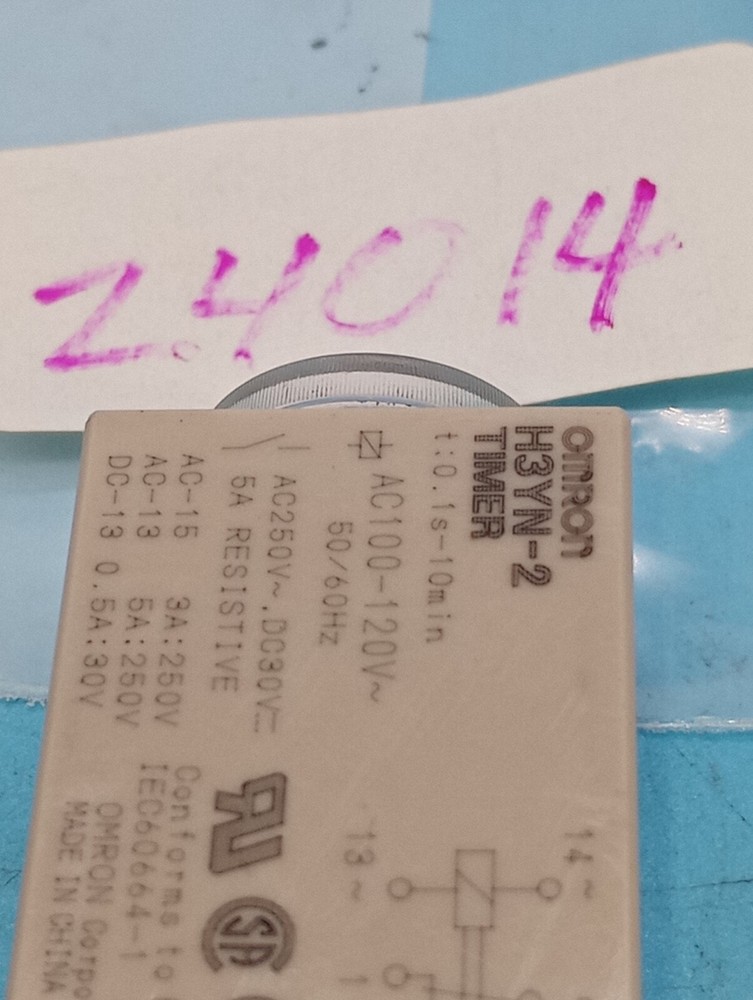 24014
OMRON
H3YN-2
TIMER
t:0.1s-10min
AC100-120V~
50/60Hz
AC250V~,DC30V⎓
5A RESISTIVE
AC-15 3A:250V
AC-13 5A:250V
DC-13 0.5A:30V
Conforms to
IEC60664-1
OMRON Corpo
MADE IN CHINA
14~
13~
1